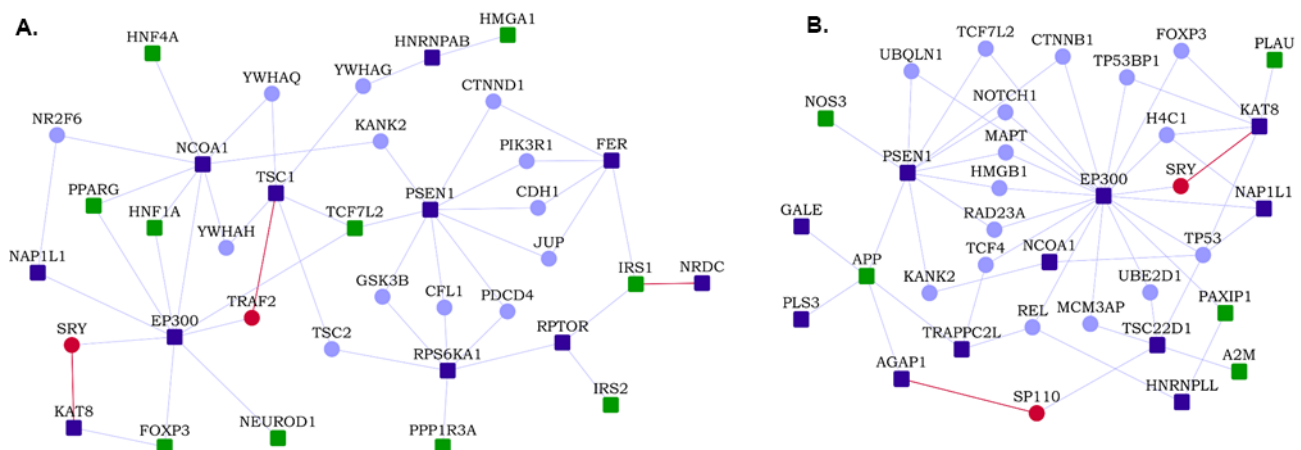 A.
HNF4A
HMGA1
HNRNPAB
YWHAQ
YWHAG
CTNND1
NR2F6
KANK2
NCOA1
PIK3R1
FER
TSC1
PSEN1
PPARG
CDH1
HNF1A
TCF7L2
YWHAH
JUP
NAP1L1
IRS1
NRDC
GSK3B
CFL1
PDCD4
TRAF2
EP300
SRY
TSC2
RPTOR
RPS6KA1
IRS2
KAT8
FOXP3
NEUROD1
PPP1R3A
B.
TCF7L2
CTNNB1
FOXP3
UBQLN1
TP53BP1
PLAU
NOS3
NOTCH1
KAT8
MAPT
H4C1
PSEN1
HMGB1
EP300
SRY
NAP1L1
GALE
RAD23A
TCF4
NCOA1
TP53
APP
KANK2
UBE2D1
PLS3
REL
MCM3AP
PAXIP1
TRAPPC2L
TSC22D1
AGAP1
A2M
HNRNPLL
SP110